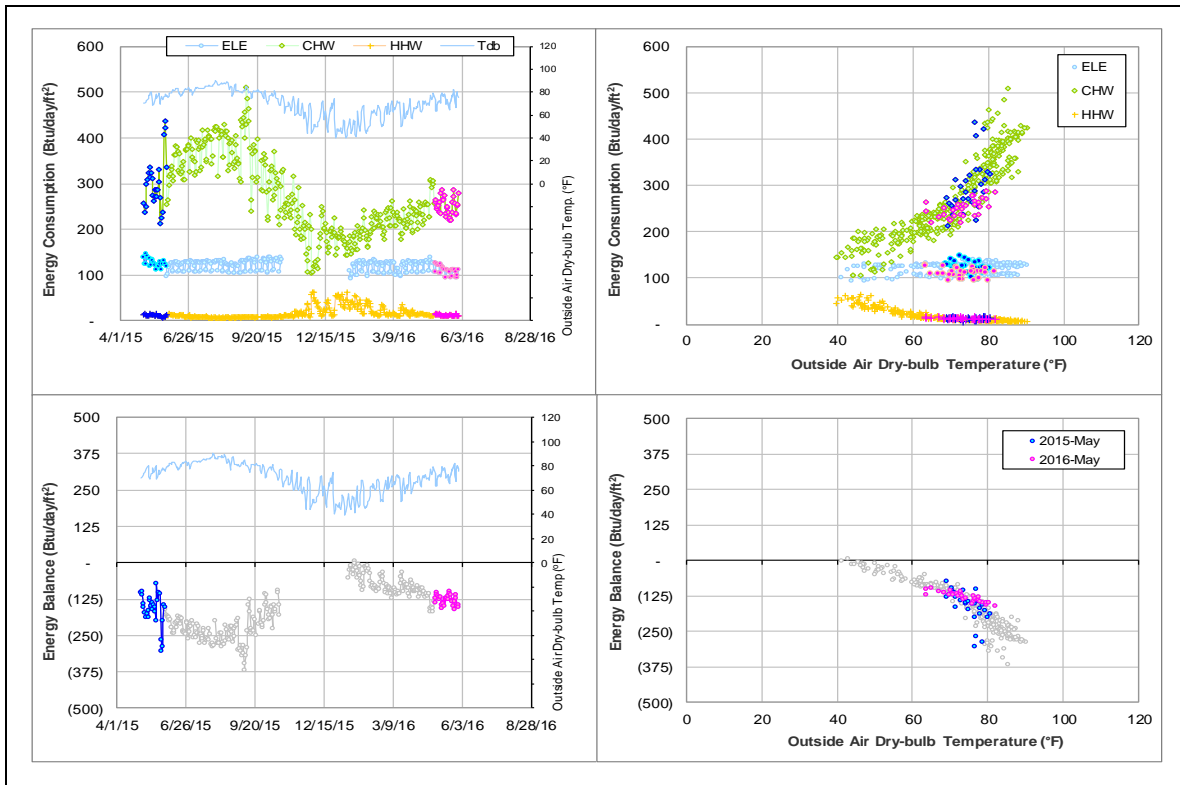 ELE CHW HHW Tdb
Energy Consumption (Btu/day/ft²)
600
500
400
300
200
100
-
120
100
80
60
40
20
0
Outside Air Dry-bulb Temp. (°F)
4/1/15 6/26/15 9/20/15 12/15/15 3/9/16 6/3/16 8/28/16
Energy Consumption (Btu/day/ft²)
600
500
400
300
200
100
-
ELE
CHW
HHW
0 20 40 60 80 100 120
Outside Air Dry-bulb Temperature (°F)
Energy Balance (Btu/day/ft²)
500
375
250
125
-
(125)
(250)
(375)
(500)
120
100
80
60
40
20
0
Outside Air Dry-bulb Temp (°F)
4/1/15 6/26/15 9/20/15 12/15/15 3/9/16 6/3/16 8/28/16
Energy Balance (Btu/day/ft²)
500
375
250
125
-
(125)
(250)
(375)
(500)
2015-May
2016-May
0 20 40 60 80 100 120
Outside Air Dry-bulb Temperature (°F)